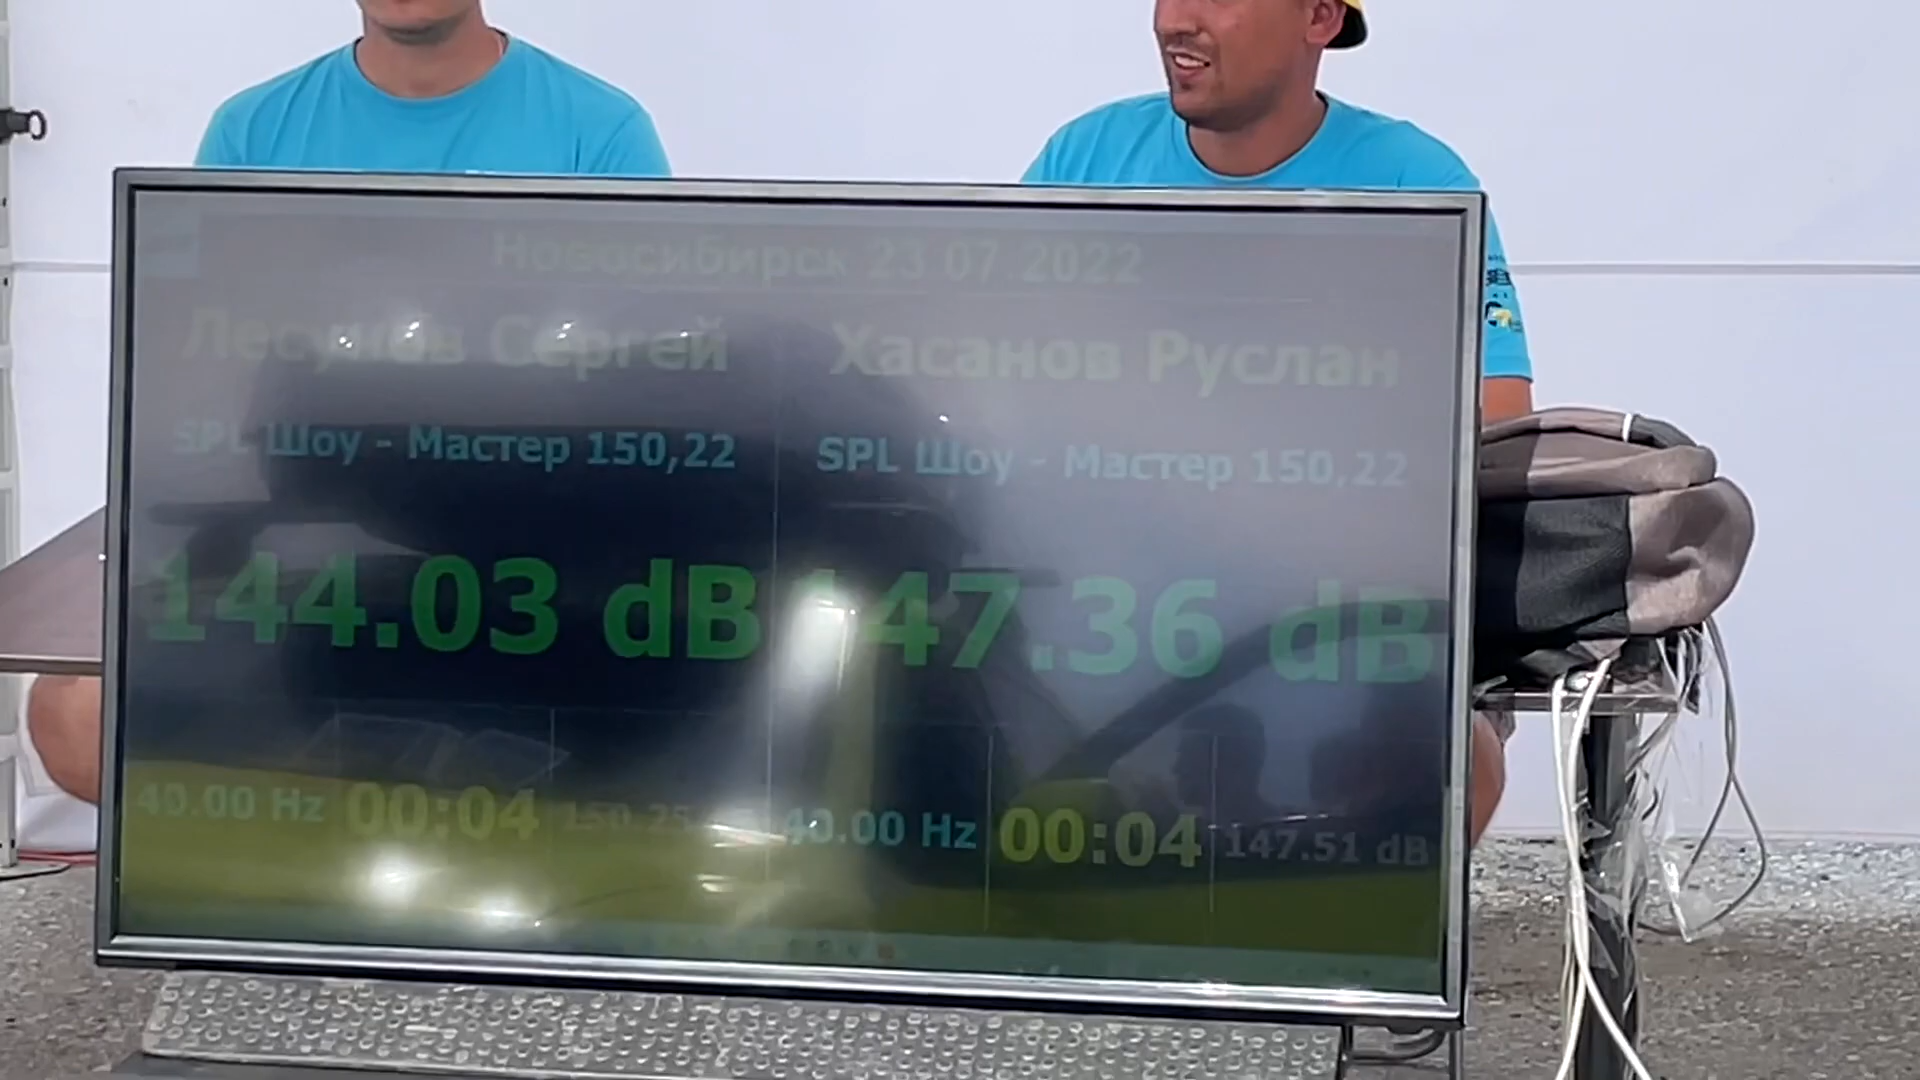 Новосибирск 23 07 2022
Сергей
Хасанов Руслан
SPL Шоу - Мастер 150,22
SPL Шоу - Мастер 150,22
144.03 dB
147.36 dB
40.00 Hz 00:04
40.00 Hz 00:04 147.51 dB